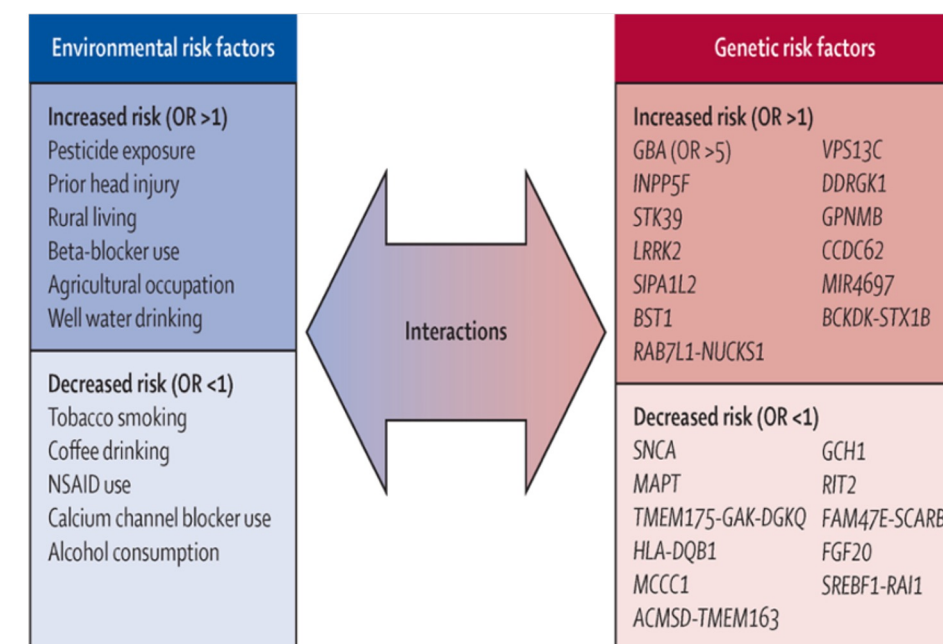 Environmental risk factors
Increased risk (OR >1)
Pesticide exposure
Prior head injury
Rural living
Beta-blocker use
Agricultural occupation
Well water drinking
Decreased risk (OR <1)
Tobacco smoking
Coffee drinking
NSAID use
Calcium channel blocker use
Alcohol consumption
Interactions
Genetic risk factors
Increased risk (OR >1)
GBA (OR >5)
INPP5F
STK39
LRRK2
SIPA1L2
BST1
RAB7L1-NUCKS1
VPS13C
DDRGK1
GPNMB
CCDC62
MIR4697
BCKDK-STX1B
Decreased risk (OR <1)
SNCA
MAPT
TMEM175-GAK-DGKQ
HLA-DQB1
MCCC1
ACMSD-TMEM163
GCH1
RIT2
FAM47E-SCARB
FGF20
SREBF1-RAI1